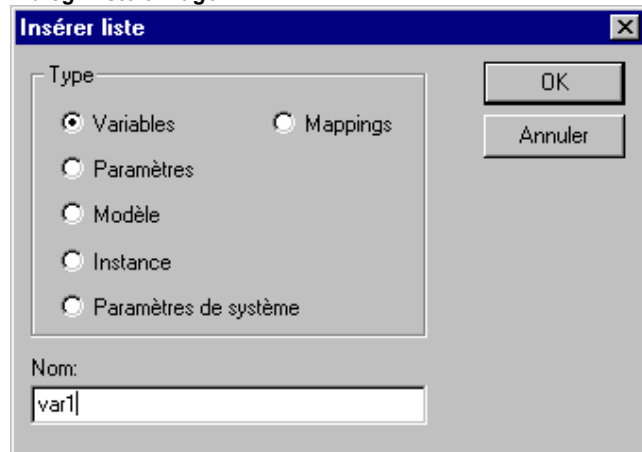 Insérer liste
Type
Variables
Mappings
Paramètres
Modèle
Instance
Paramètres de système
OK
Annuler
Nom:
var1